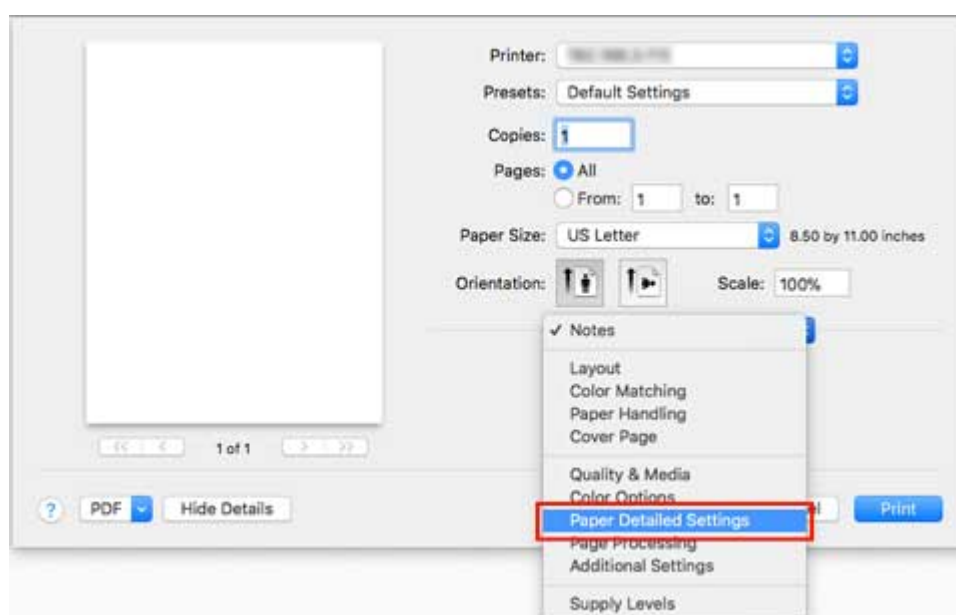 Printer:
Presets: Default Settings
Copies: 1
Pages: All
From: 1 to: 1
Paper Size: US Letter 8.50 by 11.00 inches
Orientation: Scale: 100%
✓ Notes
Layout
Color Matching
Paper Handling
Cover Page
1 of 1
Quality & Media
Color Options
? PDF Hide Details Paper Detailed Settings Print
Page Processing
Additional Settings
Supply Levels